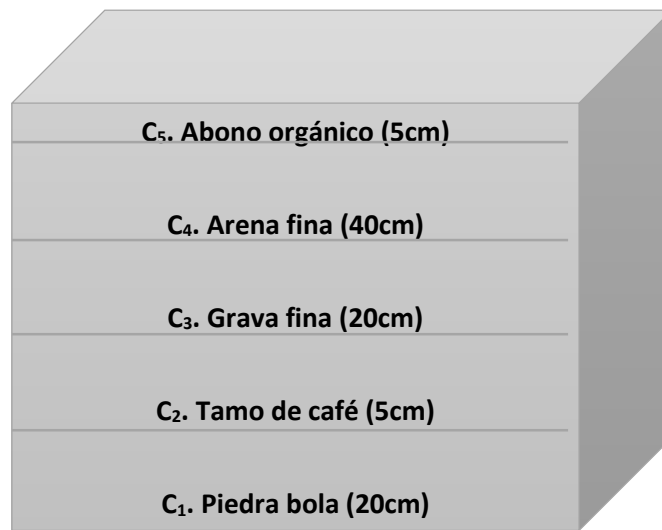 C₅. Abono orgánico (5cm)
C₄. Arena fina (40cm)
C₃. Grava fina (20cm)
C₂. Tamo de café (5cm)
C₁. Piedra bola (20cm)